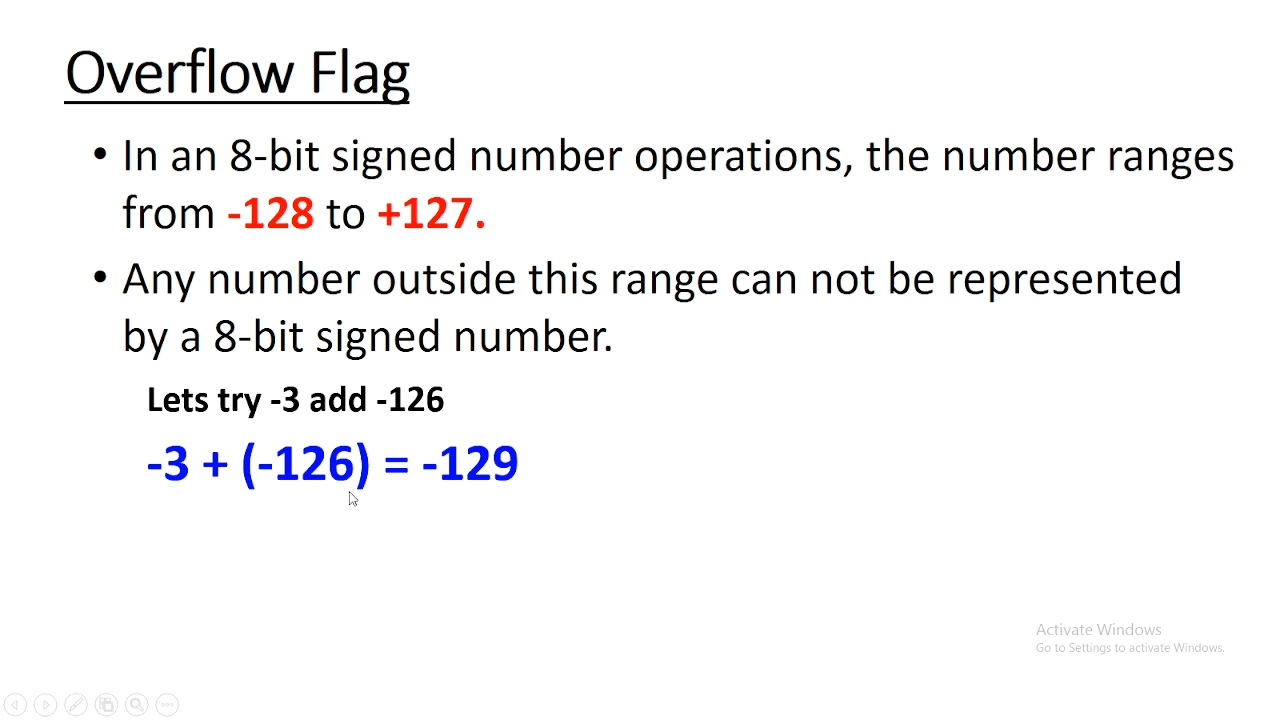 Overflow Flag
• In an 8-bit signed number operations, the number ranges
from -128 to +127.
• Any number outside this range can not be represented
by a 8-bit signed number.
Lets try -3 add -126
-3 + (-126) = -129
Activate Windows
Go to Settings to activate Windows.